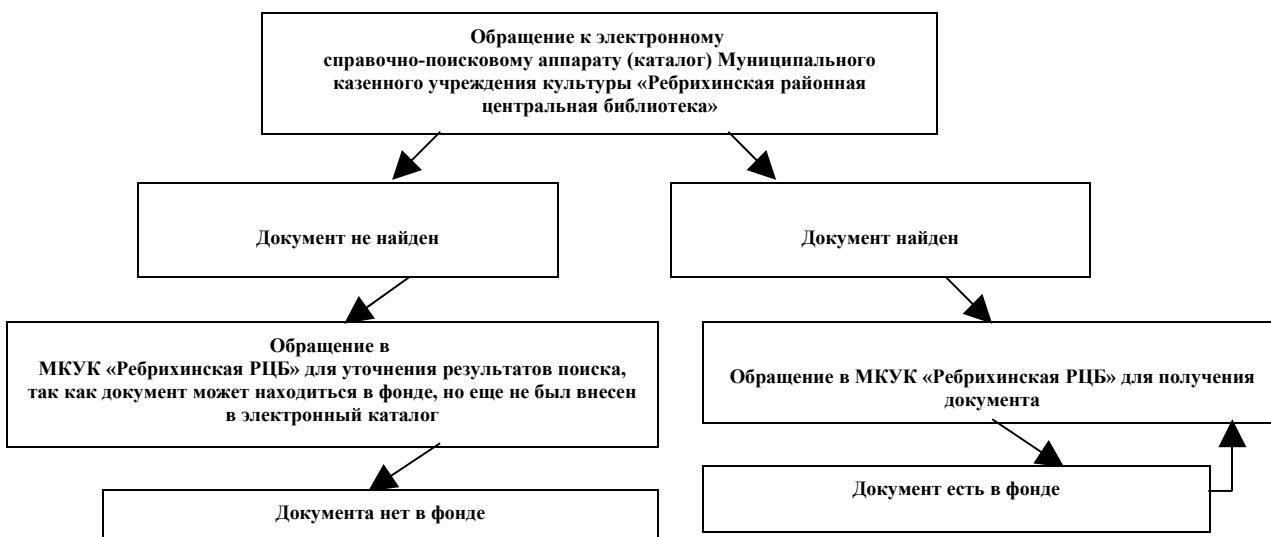 Обращение к электронному
справочно-поисковому аппарату (каталог) Муниципального
казенного учреждения культуры «Ребрихинская районная
центральная библиотека»
Документ не найден
Документ найден
Обращение в
МКУК «Ребрихинская РЦБ» для уточнения результатов поиска,
так как документ может находиться в фонде, но еще не был внесен
в электронный каталог
Обращение в МКУК «Ребрихинская РЦБ» для получения
документа
Документа нет в фонде
Документ есть в фонде